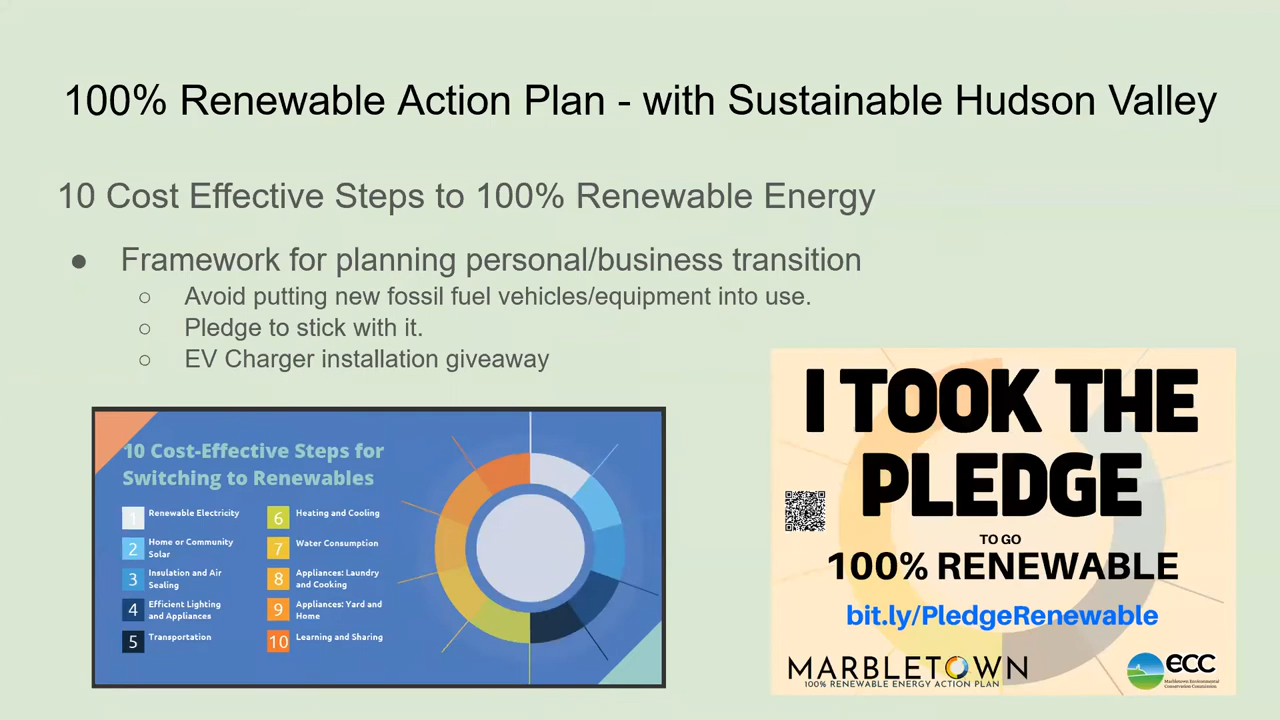 100% Renewable Action Plan - with Sustainable Hudson Valley
10 Cost Effective Steps to 100% Renewable Energy
● Framework for planning personal/business transition
○ Avoid putting new fossil fuel vehicles/equipment into use.
○ Pledge to stick with it.
○ EV Charger installation giveaway
10 Cost-Effective Steps for
Switching to Renewables
1 Renewable Electricity
2 Home or Community
Solar
3 Insulation and Air
Sealing
4 Efficient Lighting
and Appliances
5 Transportation
6 Heating and Cooling
7 Water Consumption
8 Appliances: Laundry
and Cooking
9 Appliances: Yard and
Home
10 Learning and Sharing
I TOOK THE
PLEDGE
TO GO
100% RENEWABLE
bit.ly/PledgeRenewable
MARBLETOWN
100% RENEWABLE ENERGY ACTION PLAN
ecc
Marbletown Environmental
Conservation Commission